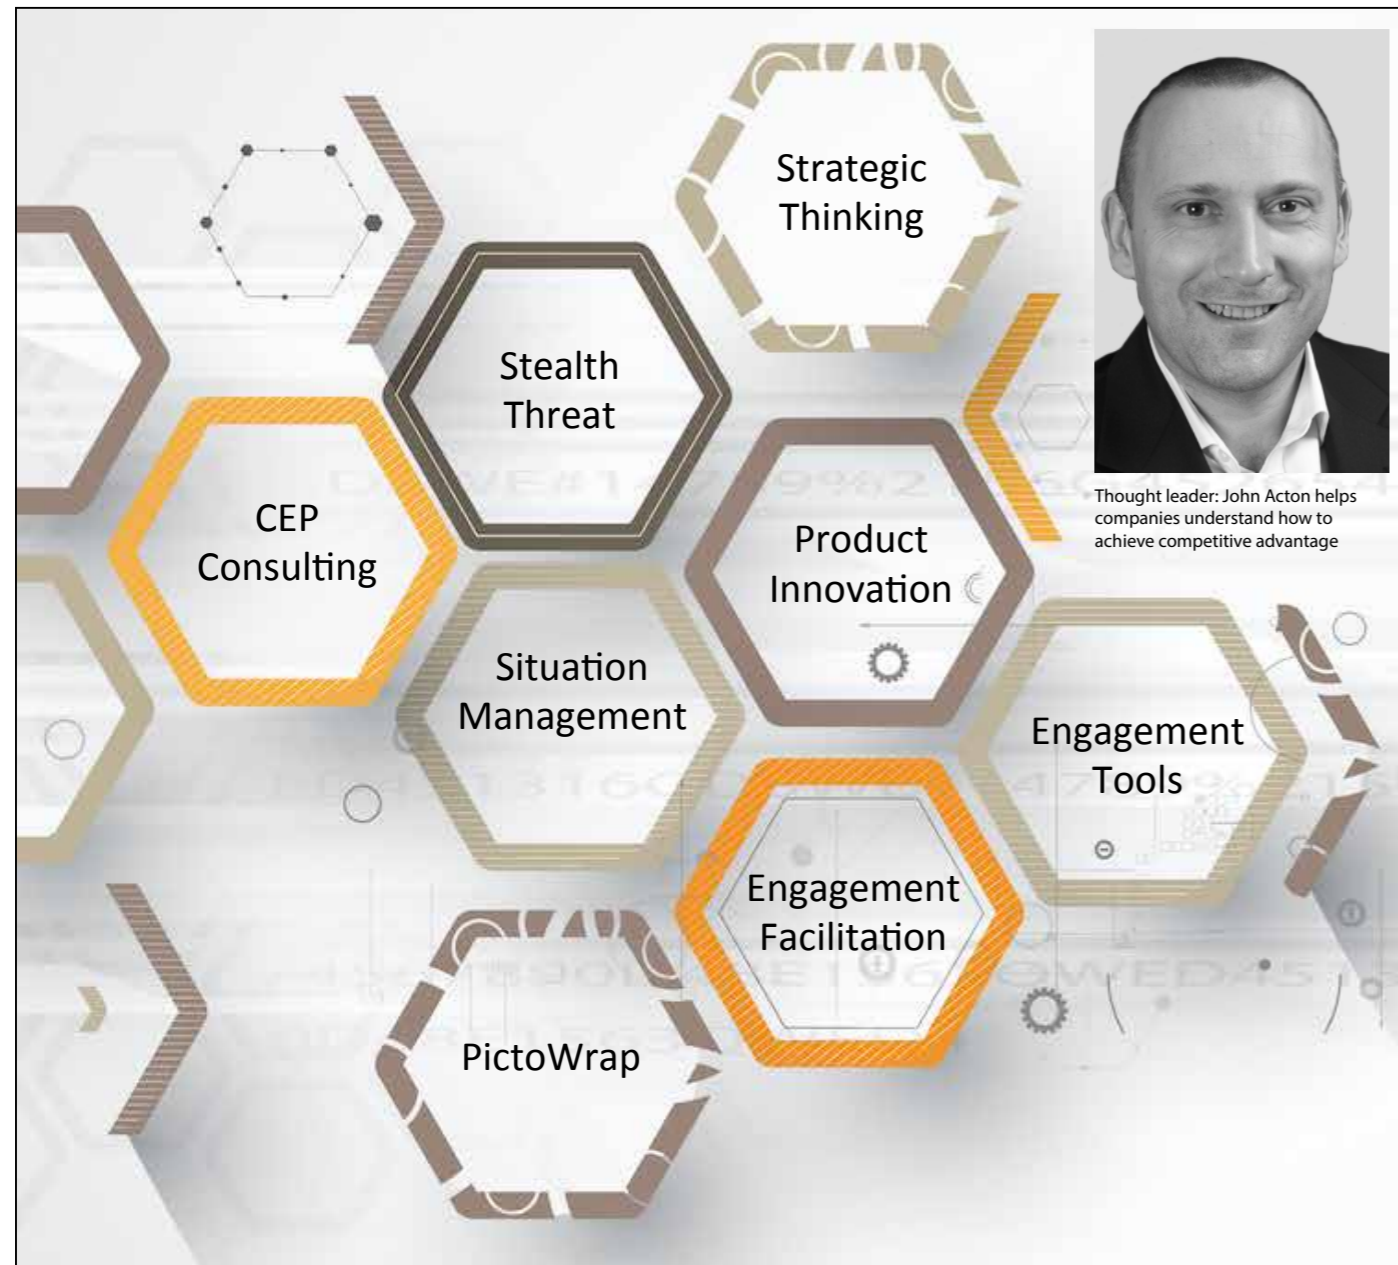 Strategic
Thinking
Stealth
Threat
CEP
Consulting
Product
Innovation
Thought leader: John Acton helps
companies understand how to
achieve competitive advantage
Situation
Management
Engagement
Tools
Engagement
Facilitation
PictoWrap